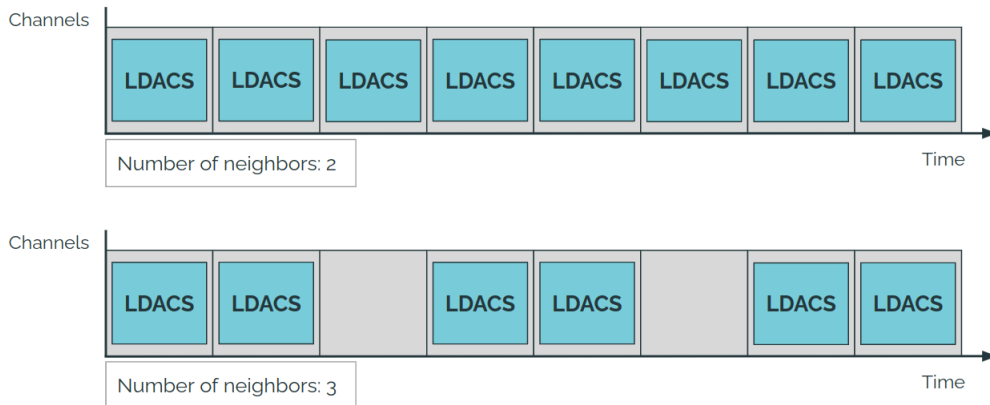 Channels
LDACS LDACS LDACS LDACS LDACS LDACS LDACS LDACS
Number of neighbors: 2
Time
Channels
LDACS LDACS LDACS LDACS LDACS LDACS
Number of neighbors: 3
Time